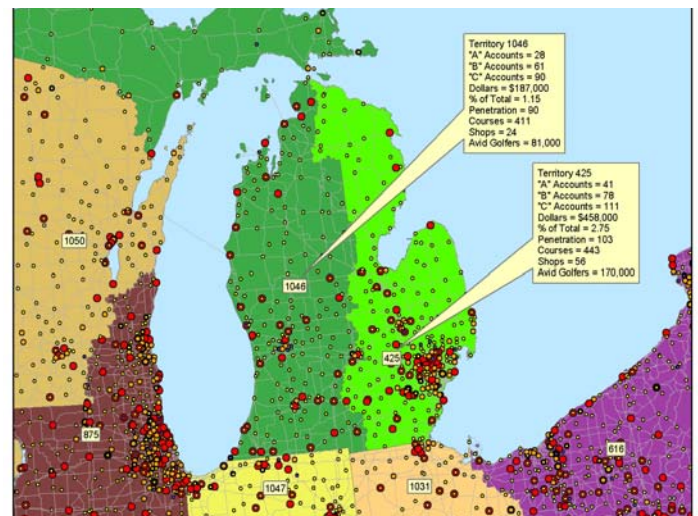 Territory 1046
"A" Accounts = 28
"B" Accounts = 61
"C" Accounts = 90
Dollars = $187,000
% of Total = 1.15
Penetration = 90
Courses = 411
Shops = 24
Avid Golfers = 81,000
Territory 425
"A" Accounts = 41
"B" Accounts = 78
"C" Accounts = 111
Dollars = $458,000
% of Total = 2.75
Penetration = 103
Courses = 443
Shops = 56
Avid Golfers = 170,000
1050
1046
425
875
616
1047
1031